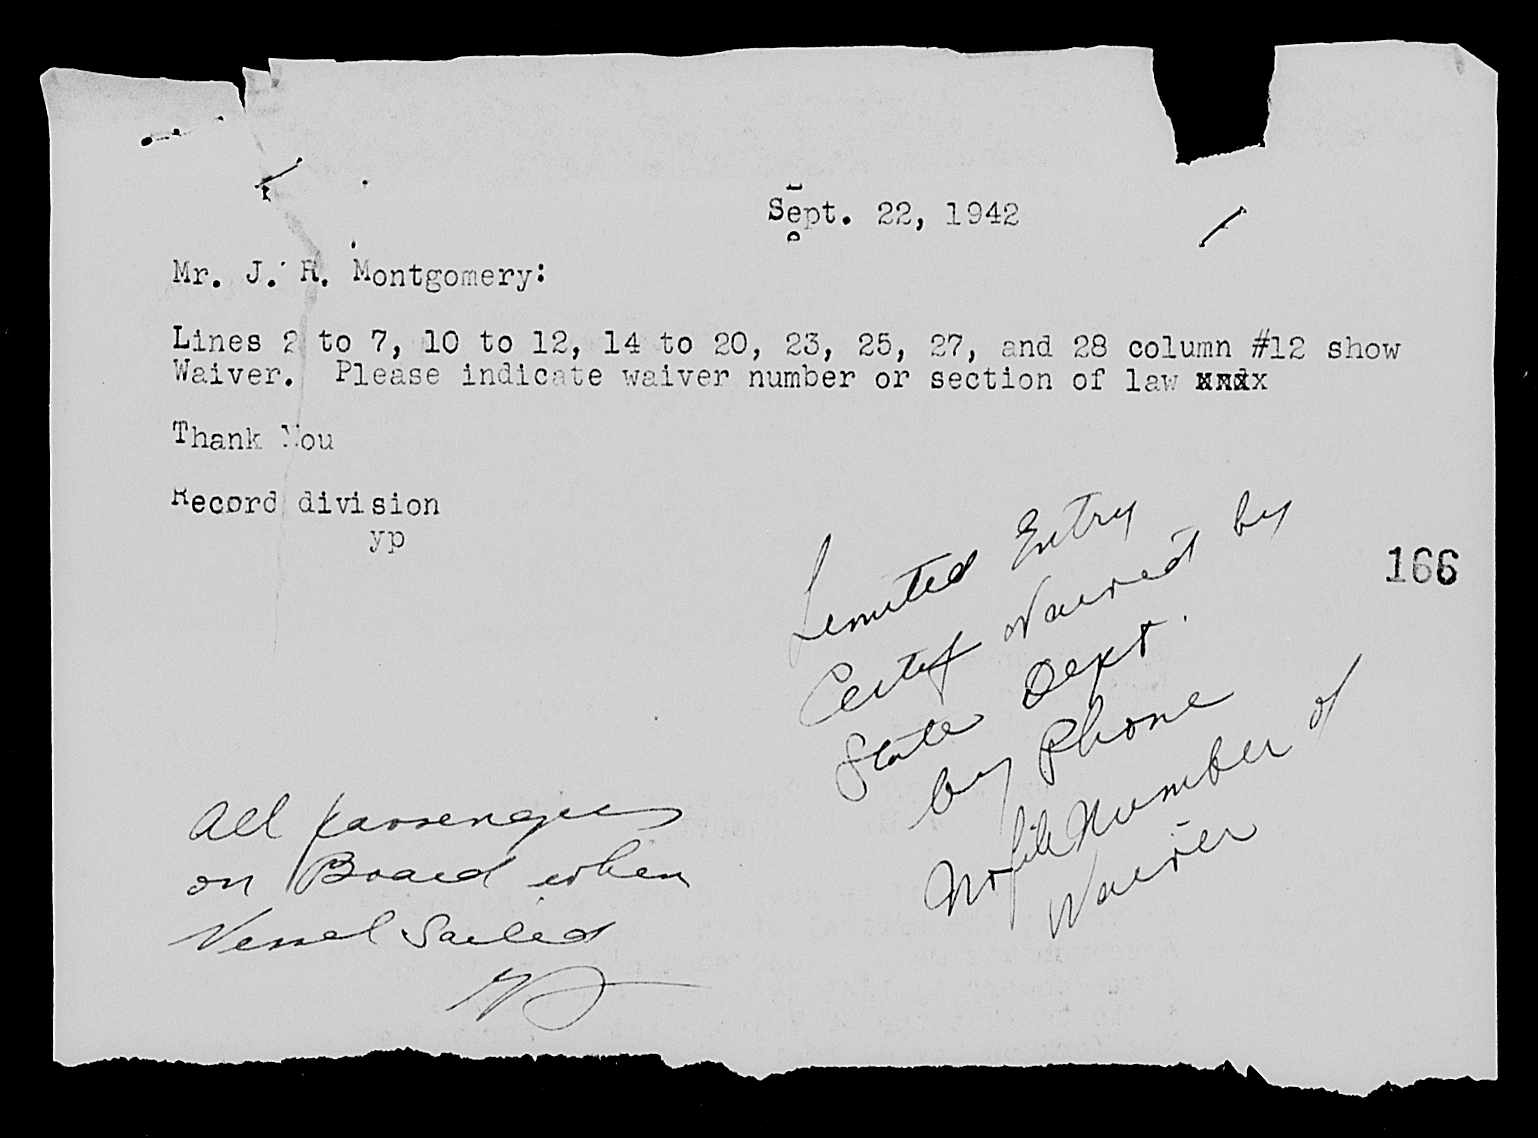 Sept. 22, 1942
Mr. J. R. Montgomery:
Lines 2 to 7, 10 to 12, 14 to 20, 23, 25, 27, and 28 column #12 show
Waiver. Please indicate waiver number or section of law
Thank You
Record division
yp
166
Limited Entry
Certif Waived by
State Dept.
by Phone
No file Number of
Waiver
All passengers
on Board when
Vessel Sailed